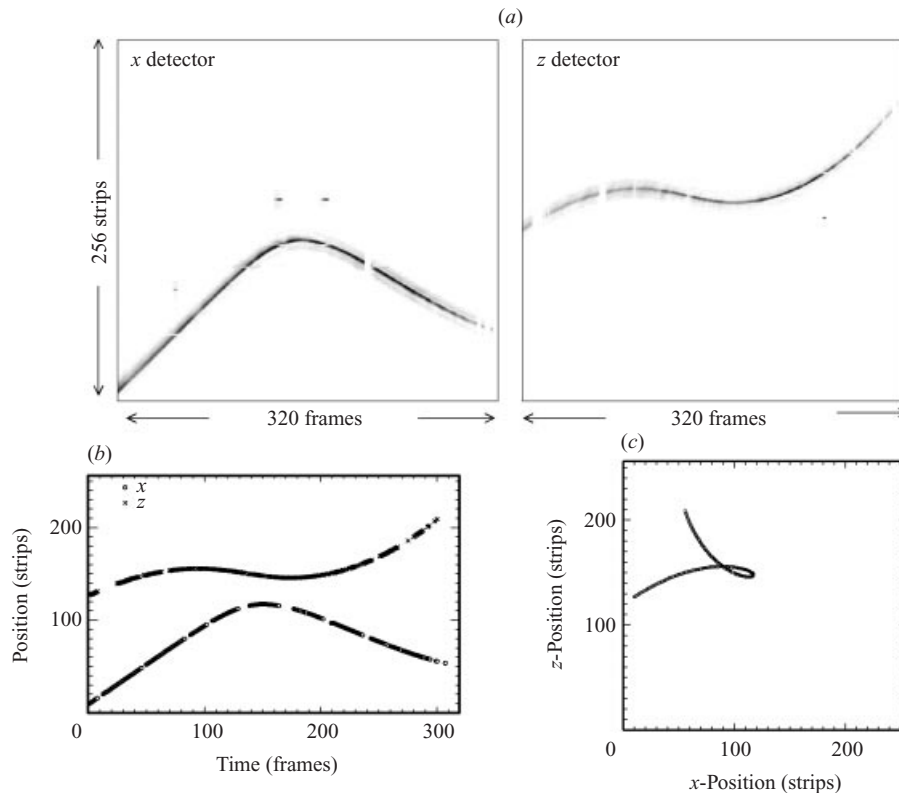 (a)
x detector
z detector
256 strips
320 frames
320 frames
(b)
x
z
Position (strips)
200
100
0
100
200
300
Time (frames)
(c)
z-Position (strips)
200
100
0
100
200
x-Position (strips)